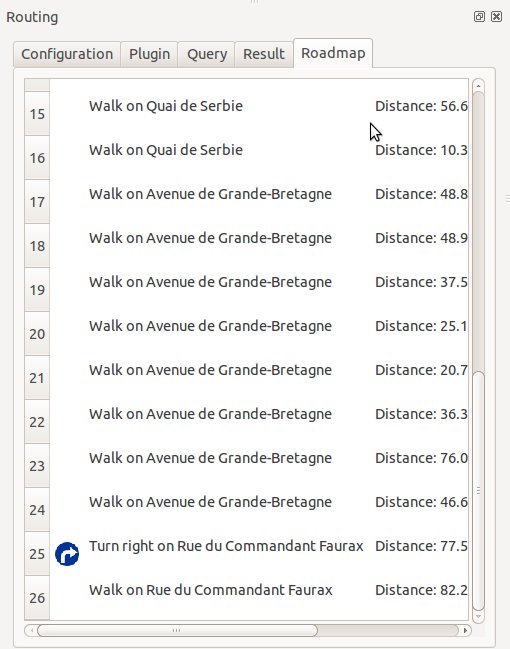 Routing
Configuration Plugin Query Result Roadmap
15 Walk on Quai de Serbie Distance: 56.6
16 Walk on Quai de Serbie Distance: 10.3
17 Walk on Avenue de Grande-Bretagne Distance: 48.8
18 Walk on Avenue de Grande-Bretagne Distance: 48.9
19 Walk on Avenue de Grande-Bretagne Distance: 37.5
20 Walk on Avenue de Grande-Bretagne Distance: 25.1
21 Walk on Avenue de Grande-Bretagne Distance: 20.7
22 Walk on Avenue de Grande-Bretagne Distance: 36.3
23 Walk on Avenue de Grande-Bretagne Distance: 76.0
24 Walk on Avenue de Grande-Bretagne Distance: 46.6
25 Turn right on Rue du Commandant Faurax Distance: 77.5
26 Walk on Rue du Commandant Faurax Distance: 82.2